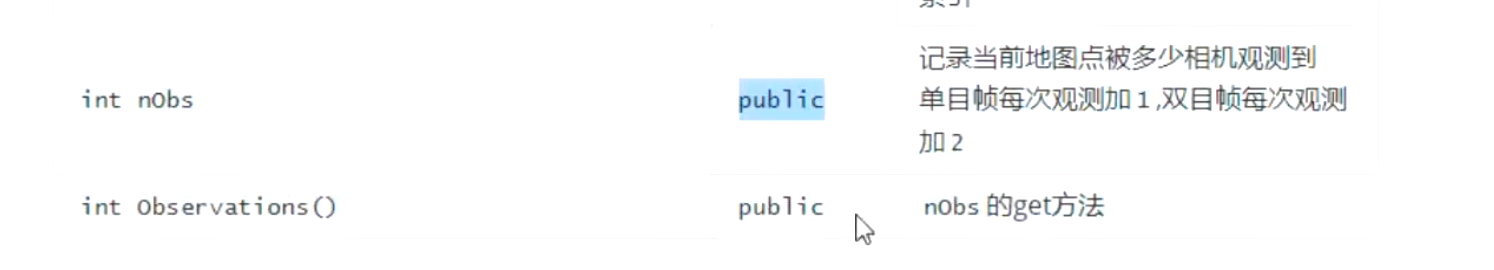 记录当前地图点被多少相机观测到
int nObs public 单目帧每次观测加1,双目帧每次观测
加2
int Observations() public nObs 的get方法